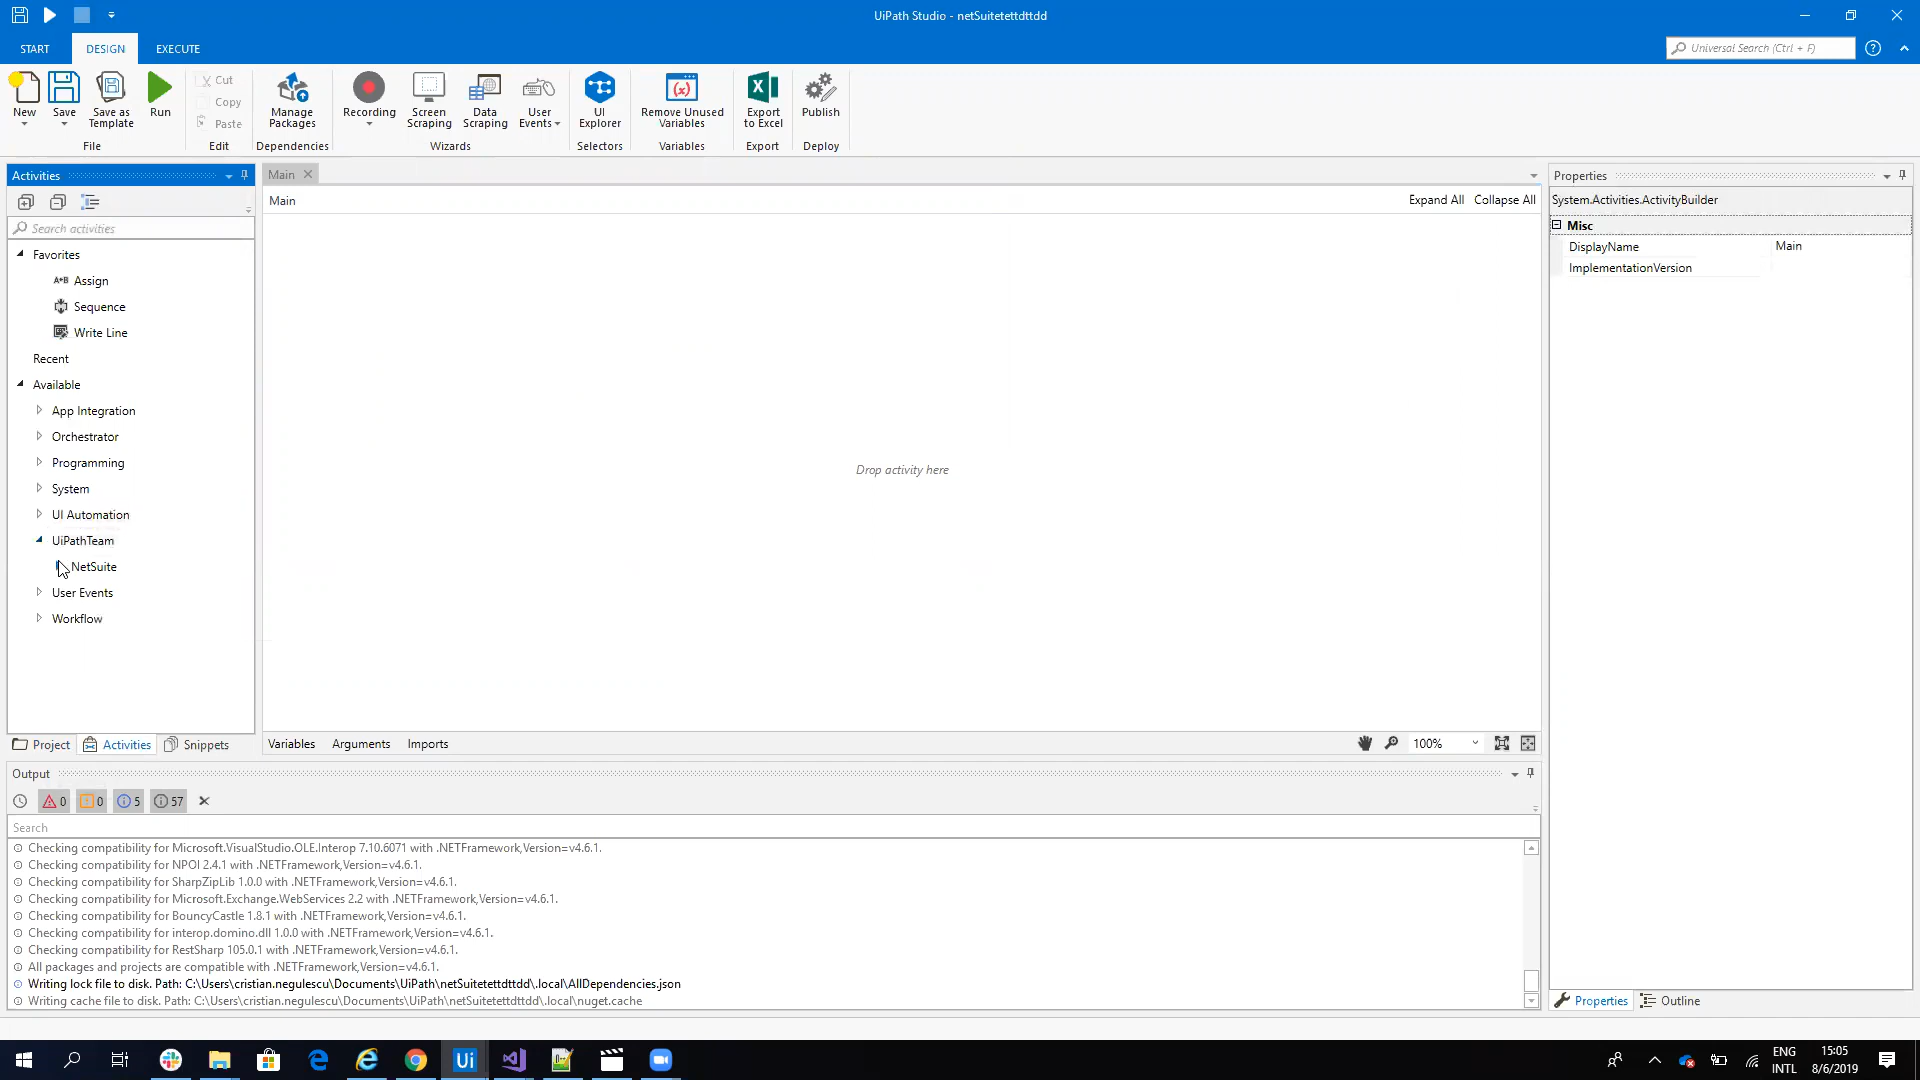 UiPath Studio - netSuitetettdttdd
START DESIGN EXECUTE
Universal Search (Ctrl + F)
New
Save
Save as Template
Run
Cut
Copy
Paste
Manage Packages
Recording
Screen Scraping
Data Scraping
User Events
UI Explorer
Remove Unused Variables
Export to Excel
Publish
File
Edit
Dependencies
Wizards
Selectors
Variables
Export
Deploy
Activities
Search activities
Favorites
Assign
Sequence
Write Line
Recent
Available
App Integration
Orchestrator
Programming
System
UI Automation
UiPathTeam
NetSuite
User Events
Workflow
Project Activities Snippets
Main
Main
Expand All Collapse All
Drop activity here
Variables Arguments Imports
100%
Properties
System.Activities.ActivityBuilder
Misc
DisplayName Main
ImplementationVersion
Properties Outline
Output
0 0 5 57
Search
Checking compatibility for Microsoft.VisualStudio.OLE.Interop 7.10.6071 with .NETFramework,Version=v4.6.1.
Checking compatibility for NPOI 2.4.1 with .NETFramework,Version=v4.6.1.
Checking compatibility for SharpZipLib 1.0.0 with .NETFramework,Version=v4.6.1.
Checking compatibility for Microsoft.Exchange.WebServices 2.2 with .NETFramework,Version=v4.6.1.
Checking compatibility for BouncyCastle 1.8.1 with .NETFramework,Version=v4.6.1.
Checking compatibility for interop.domino.dll 1.0.0 with .NETFramework,Version=v4.6.1.
Checking compatibility for RestSharp 105.0.1 with .NETFramework,Version=v4.6.1.
All packages and projects are compatible with .NETFramework,Version=v4.6.1.
Writing lock file to disk. Path: C:\Users\cristian.negulescu\Documents\UiPath\netSuitetettdttdd\.local\AllDependencies.json
Writing cache file to disk. Path: C:\Users\cristian.negulescu\Documents\UiPath\netSuitetettdttdd\.local\nuget.cache
Ui
ENG
INTL
15:05
8/6/2019